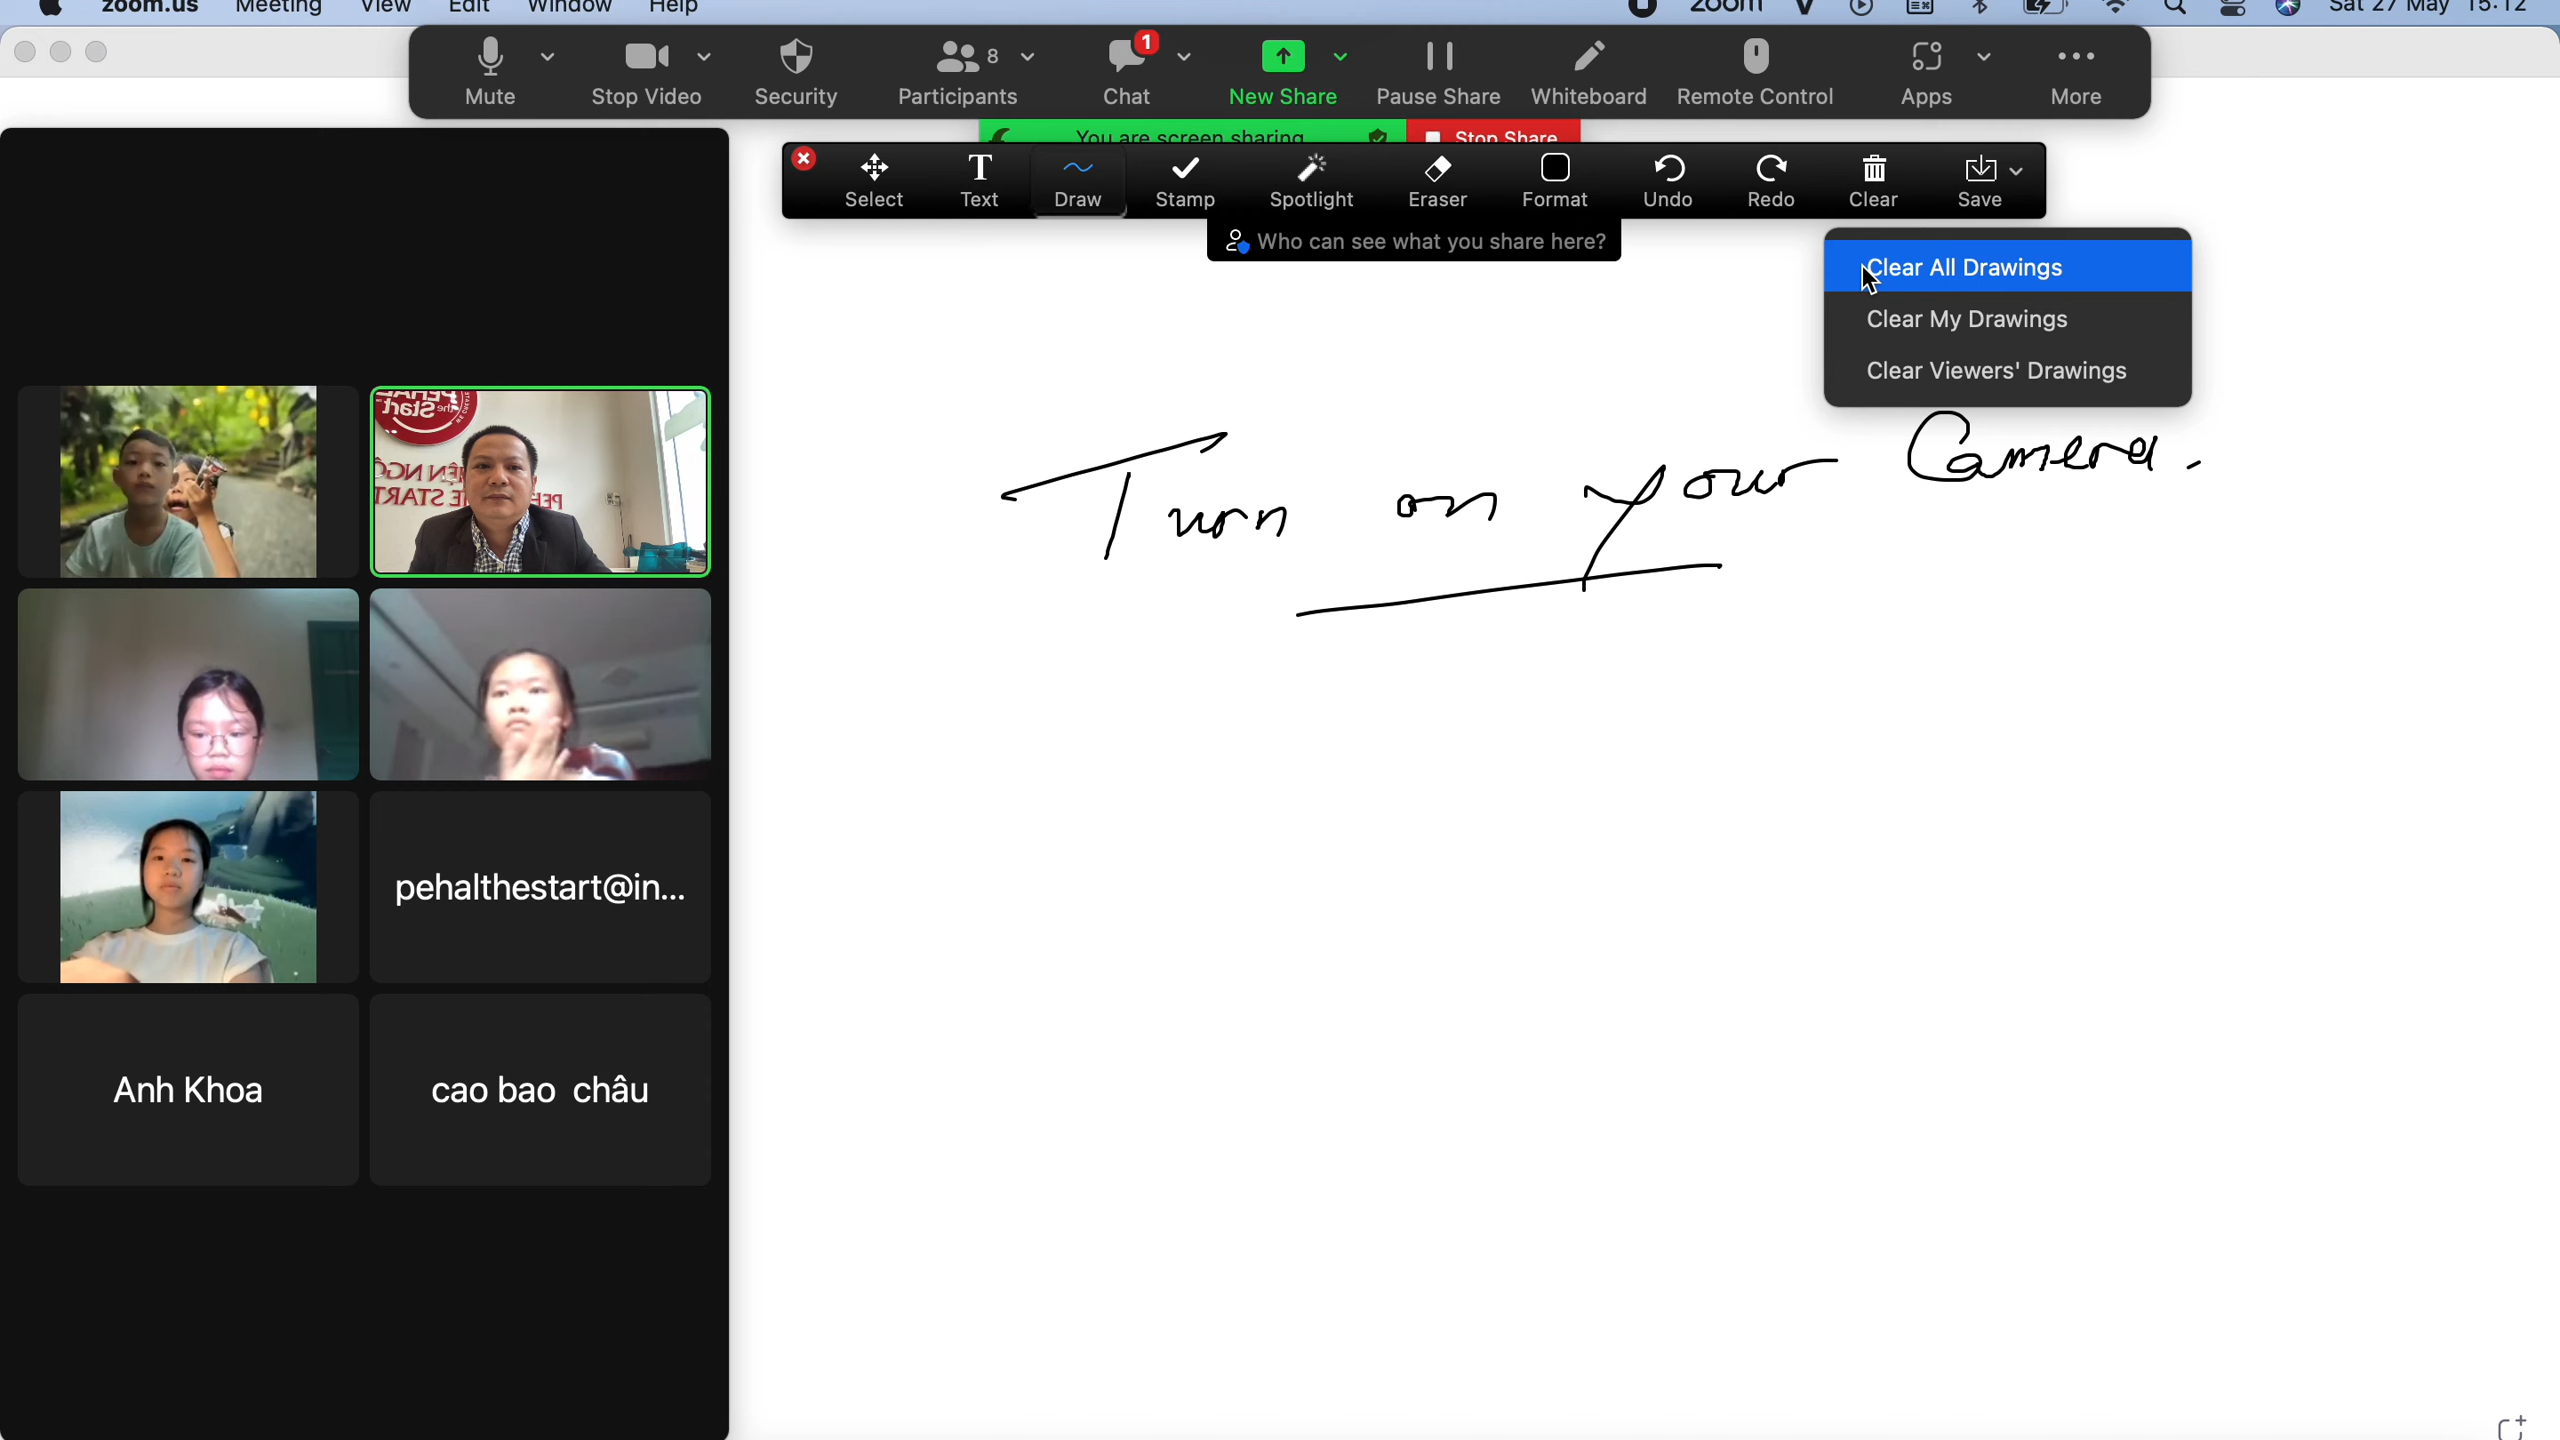 zoom.us Meeting View Edit Window Help zoom Sat 27 May 15:12
Mute Stop Video Security Participants 8 Chat 1 New Share Pause Share Whiteboard Remote Control Apps More
You are screen sharing Stop Share
Select Text Draw Stamp Spotlight Eraser Format Undo Redo Clear Save
Who can see what you share here?
Clear All Drawings
Clear My Drawings
Clear Viewers' Drawings
Turn on your Camera.
the Start
pehalthestart@in...
Anh Khoa
cao bao châu